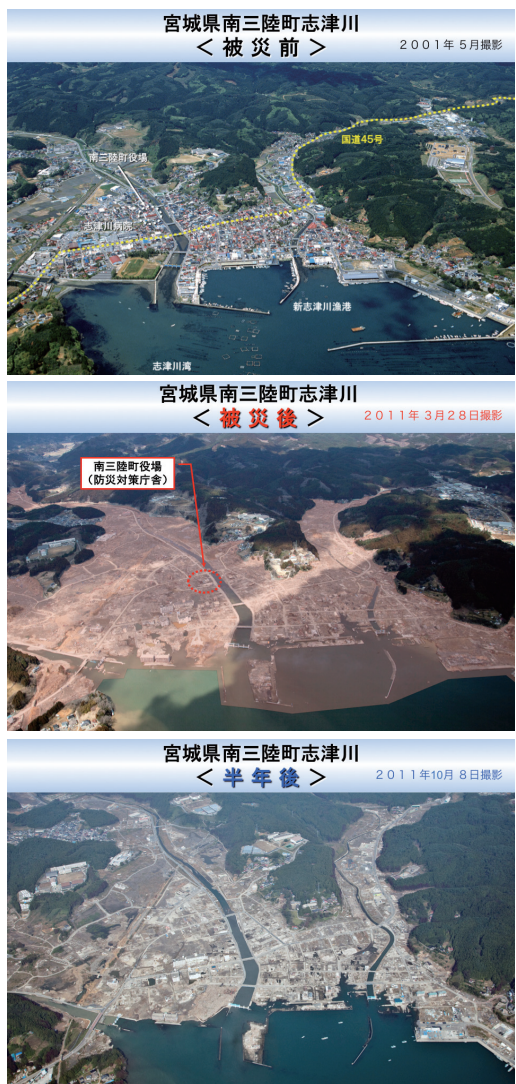 宮城県南三陸町志津川
＜被災前＞
２００１年 ５月撮影
国道45号
南三陸町役場
志津川病院
新志津川漁港
志津川湾
宮城県南三陸町志津川
＜被災後＞
２０１１年 ３月２８日撮影
南三陸町役場
（防災対策庁舎）
宮城県南三陸町志津川
＜半年後＞
２０１１年10月 ８日撮影